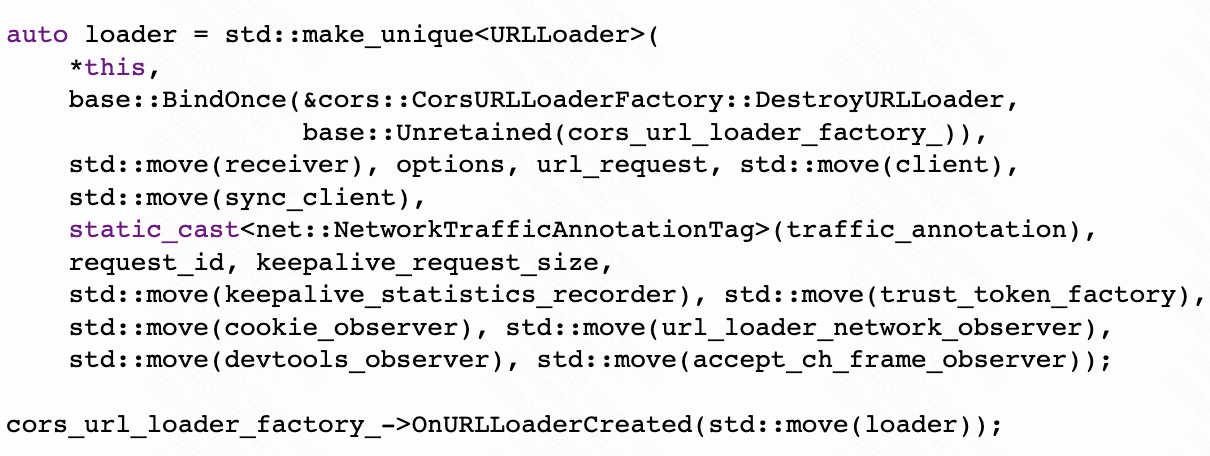 auto loader = std::make_unique<URLLoader>(
    *this,
    base::BindOnce(&cors::CorsURLLoaderFactory::DestroyURLLoader,
                   base::Unretained(cors_url_loader_factory_)),
    std::move(receiver), options, url_request, std::move(client),
    std::move(sync_client),
    static_cast<net::NetworkTrafficAnnotationTag>(traffic_annotation),
    request_id, keepalive_request_size,
    std::move(keepalive_statistics_recorder), std::move(trust_token_factory),
    std::move(cookie_observer), std::move(url_loader_network_observer),
    std::move(devtools_observer), std::move(accept_ch_frame_observer));

cors_url_loader_factory_->OnURLLoaderCreated(std::move(loader));